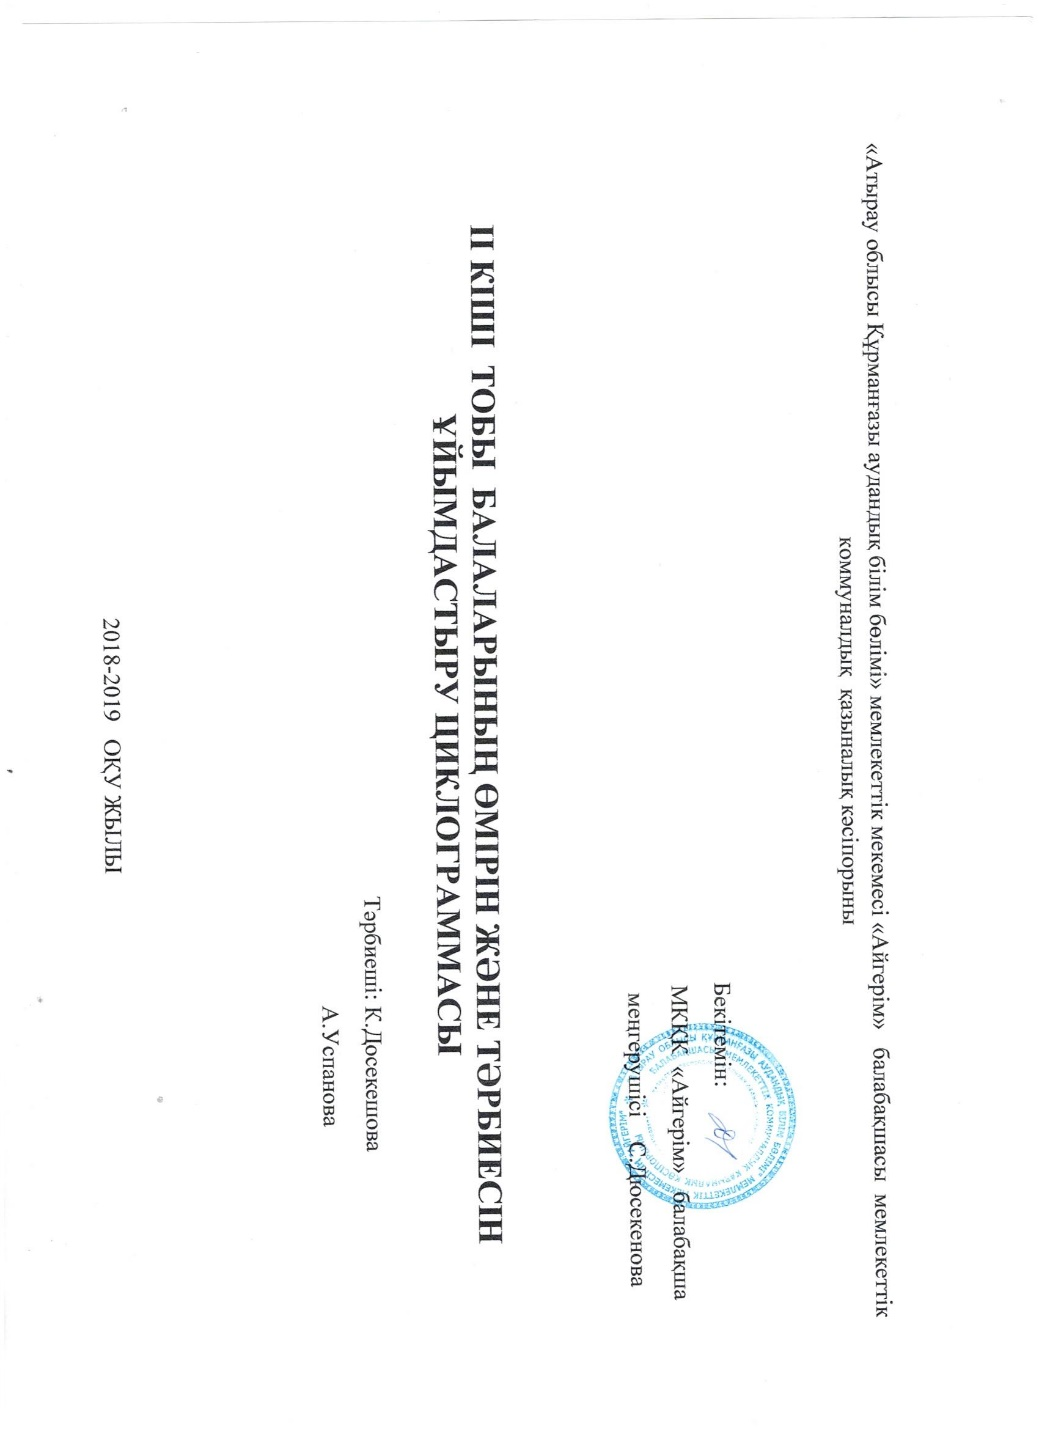 «Атырау облысы Құрманғазы аудандық білім бөлімі» мемлекеттік мекемесі «Айгерім» балабақшасы мемлекеттік
коммуналдық қазыналық кәсіпорыны
Бекітемін:
МКҚК «Айгерім» балабақша
меңгерушісі С.Дюсекенова
ІІ КІШІ ТОБЫ БАЛАЛАРЫНЫҢ ӨМІРІН ЖӘНЕ ТӘРБИЕСІН
ҰЙЫМДАСТЫРУ ЦИКЛОГРАММАСЫ
Тәрбиеші: К.Досекешова
А.Успанова
2018-2019 ОҚУ ЖЫЛЫ